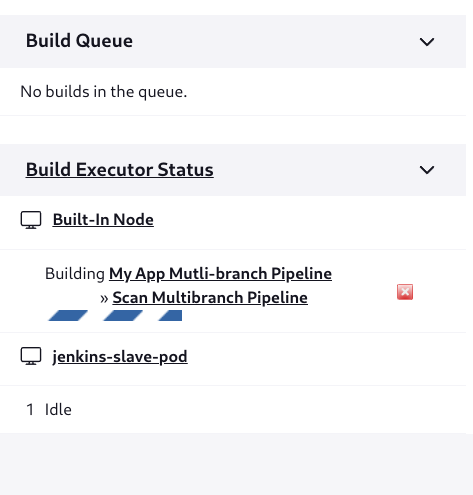 Build Queue
No builds in the queue.
Build Executor Status
Built-In Node
Building My App Mutli-branch Pipeline
» Scan Multibranch Pipeline
jenkins-slave-pod
1 Idle